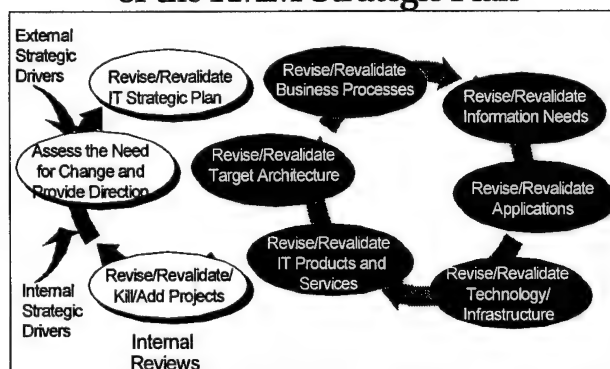 External
Strategic
Drivers
Revise/Revalidate
IT Strategic Plan
Assess the Need
for Change and
Provide Direction
Revise/Revalidate/
Kill/Add Projects
Internal
Strategic
Drivers
Internal
Reviews
Revise/Revalidate
Business Processes
Revise/Revalidate
Information Needs
Revise/Revalidate
Target Architecture
Revise/Revalidate
Applications
Revise/Revalidate
IT Products and
Services
Revise/Revalidate
Technology/
Infrastructure